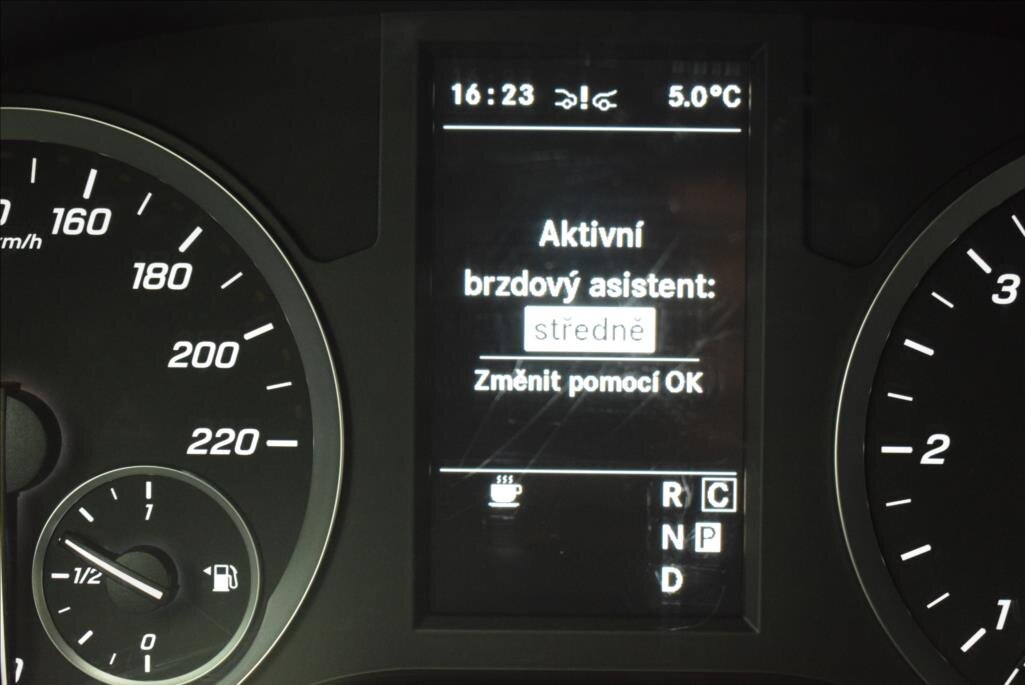 16:23 5.0°C
Aktivní
brzdový asistent:
středně
Změnit pomocí OK
R C
N P
D
km/h
160
180
200
220
1
1/2
0
3
2
1